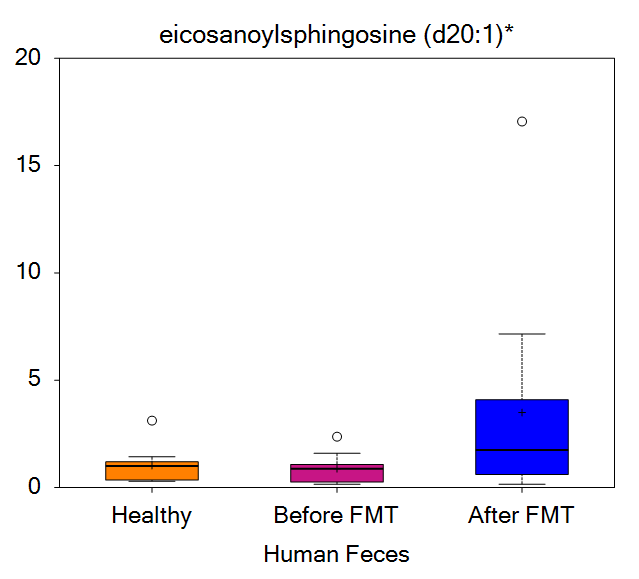 eicosanoylsphingosine (d20:1)*
20
15
10
5
0
Healthy
Before FMT
After FMT
Human Feces